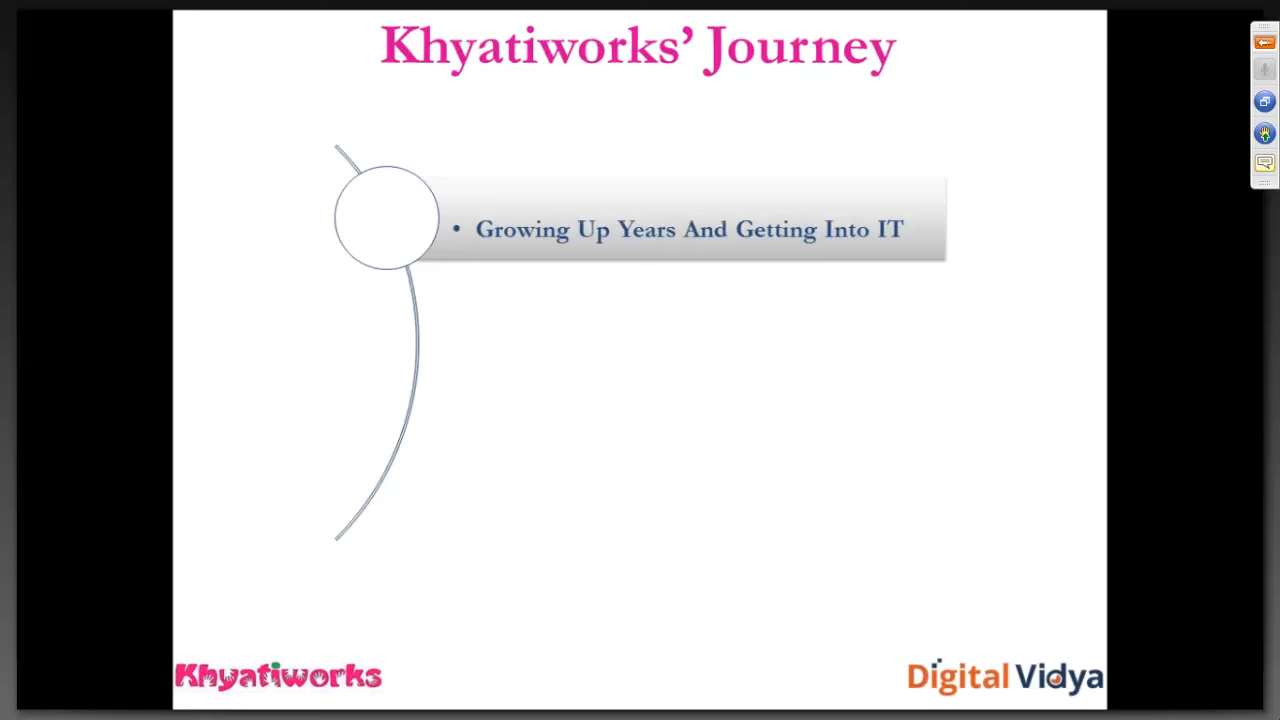 Khyatiworks’ Journey
• Growing Up Years And Getting Into IT
Khyatiworks
Digital Vidya